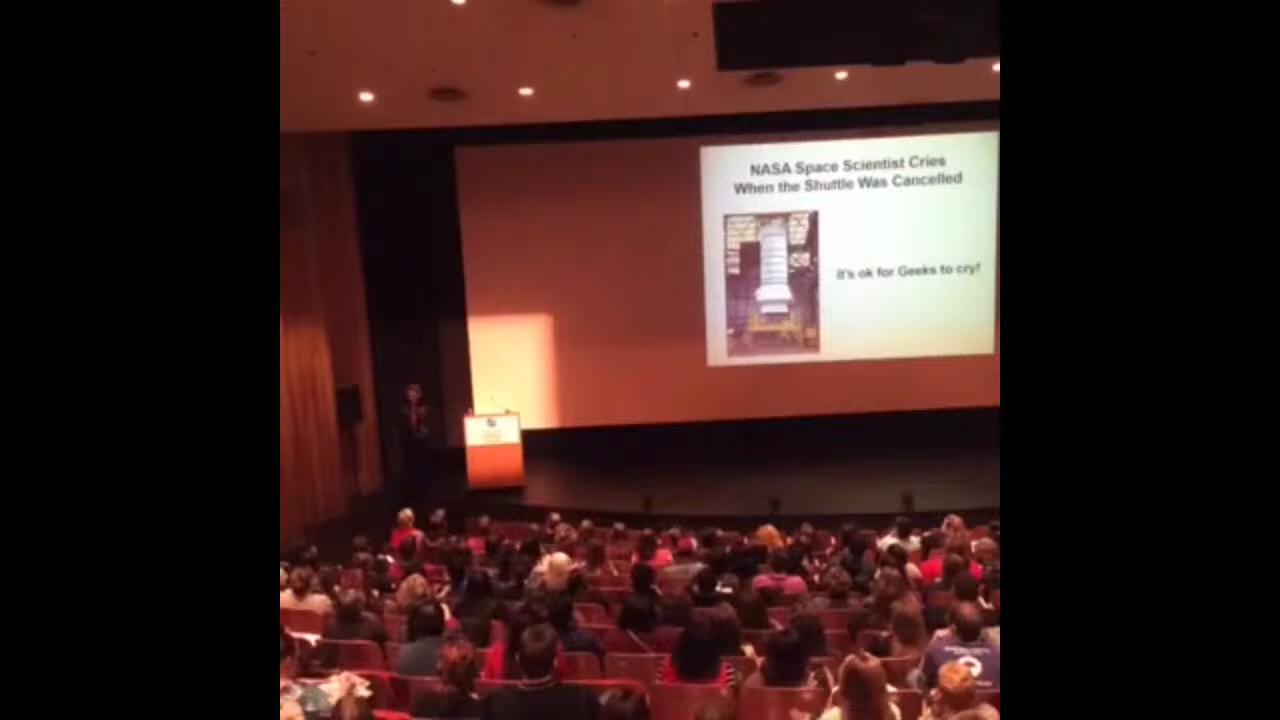 NASA Space Scientist Cries
When the Shuttle Was Cancelled
It's ok for Geeks to cry!